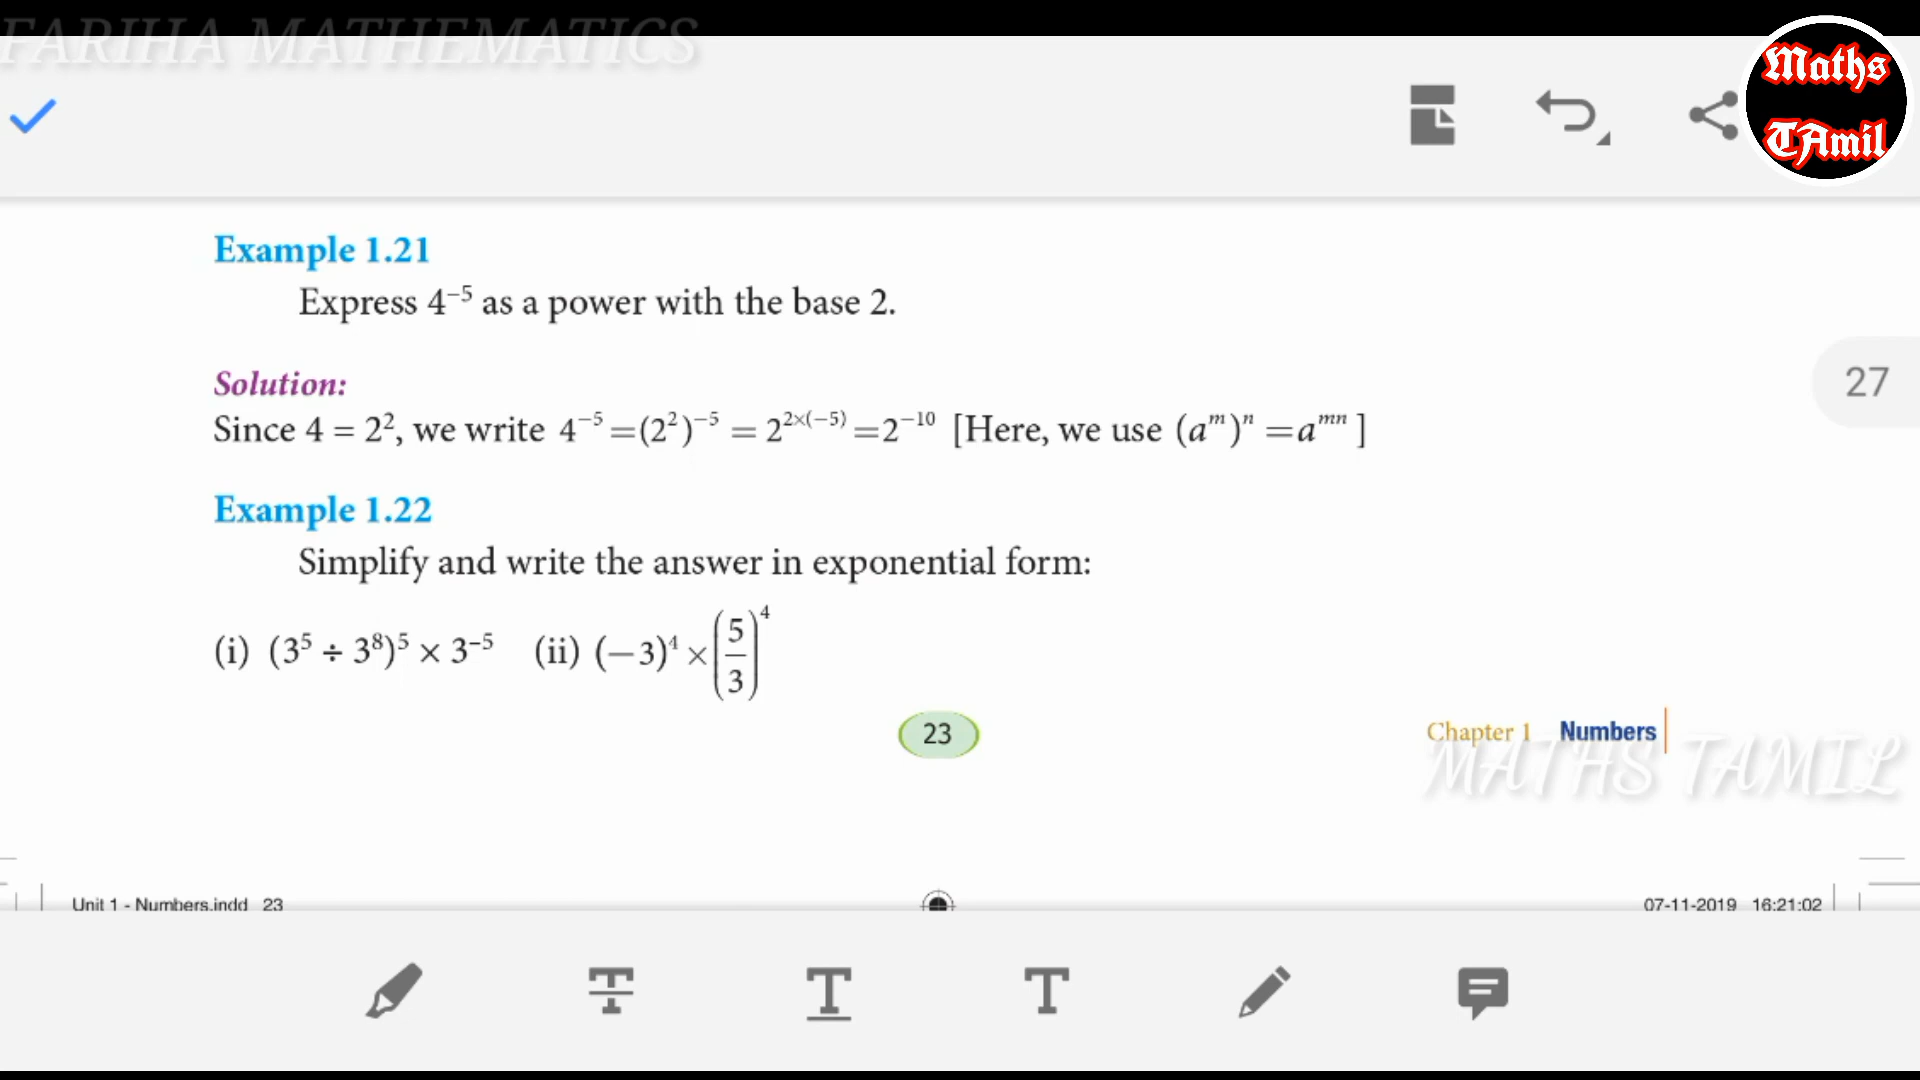 FARIHA MATHEMATICS
Maths
TAmil
Example 1.21
Express 4⁻⁵ as a power with the base 2.
27
Solution:
Since 4 = 2², we write 4⁻⁵ =(2²)⁻⁵ = 2²ˣ⁽⁻⁵⁾ =2⁻¹⁰ [Here, we use (aᵐ)ⁿ =aᵐⁿ ]
Example 1.22
Simplify and write the answer in exponential form:
(i) (3⁵ ÷ 3⁸)⁵ × 3⁻⁵ (ii) (−3)⁴ × (5/3)⁴
23
Chapter 1 Numbers
MATHS TAMIL
Unit 1 - Numbers.indd 23
07-11-2019 16:21:02